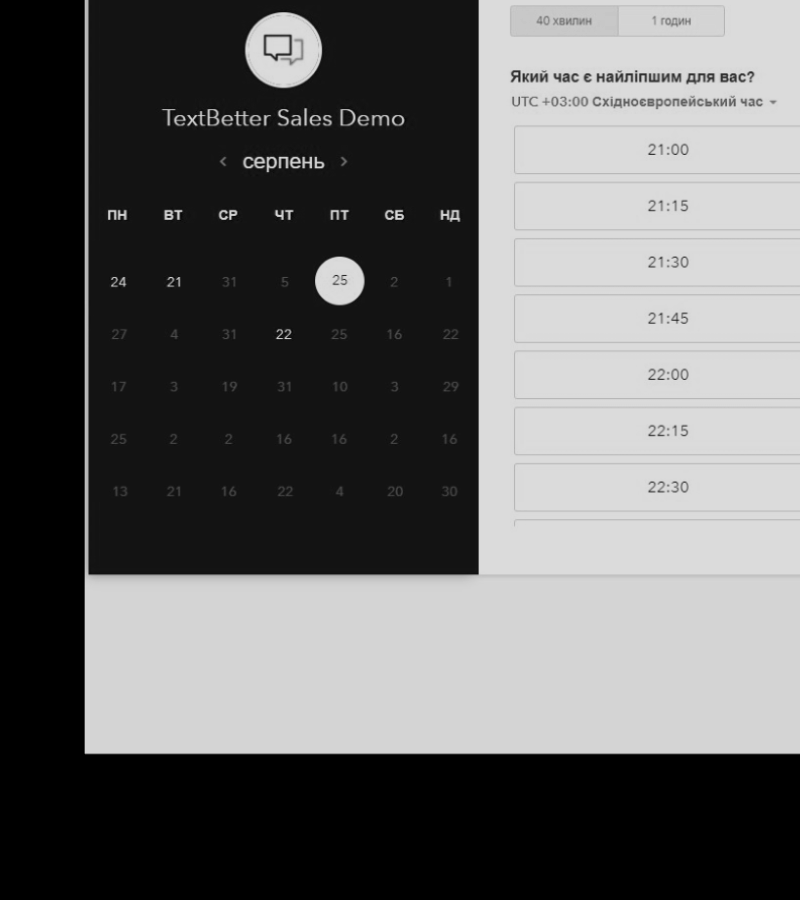 TextBetter Sales Demo
серпень
ПН ВТ СР ЧТ ПТ СБ НД
24 21 31 5 25 2 1
27 4 31 22 25 16 22
17 3 19 31 10 3 29
25 2 2 16 16 2 16
13 21 16 22 4 20 30
40 хвилин 1 годин
Який час є найліпшим для вас?
UTC +03:00 Східноєвропейський час
21:00
21:15
21:30
21:45
22:00
22:15
22:30